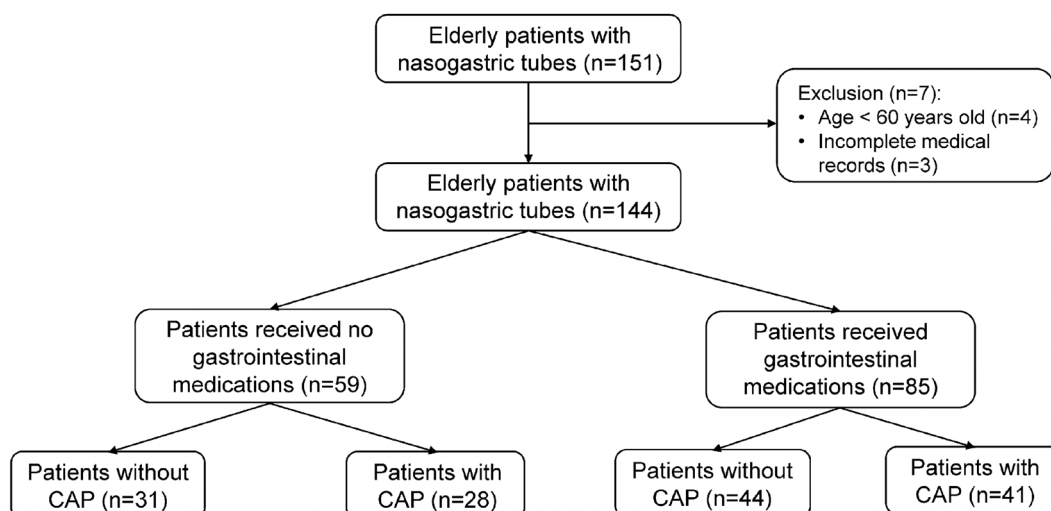 Elderly patients with
nasogastric tubes (n=151)
Exclusion (n=7):
• Age < 60 years old (n=4)
• Incomplete medical
records (n=3)
Elderly patients with
nasogastric tubes (n=144)
Patients received no
gastrointestinal
medications (n=59)
Patients received
gastrointestinal
medications (n=85)
Patients without
CAP (n=31)
Patients with
CAP (n=28)
Patients without
CAP (n=44)
Patients with
CAP (n=41)